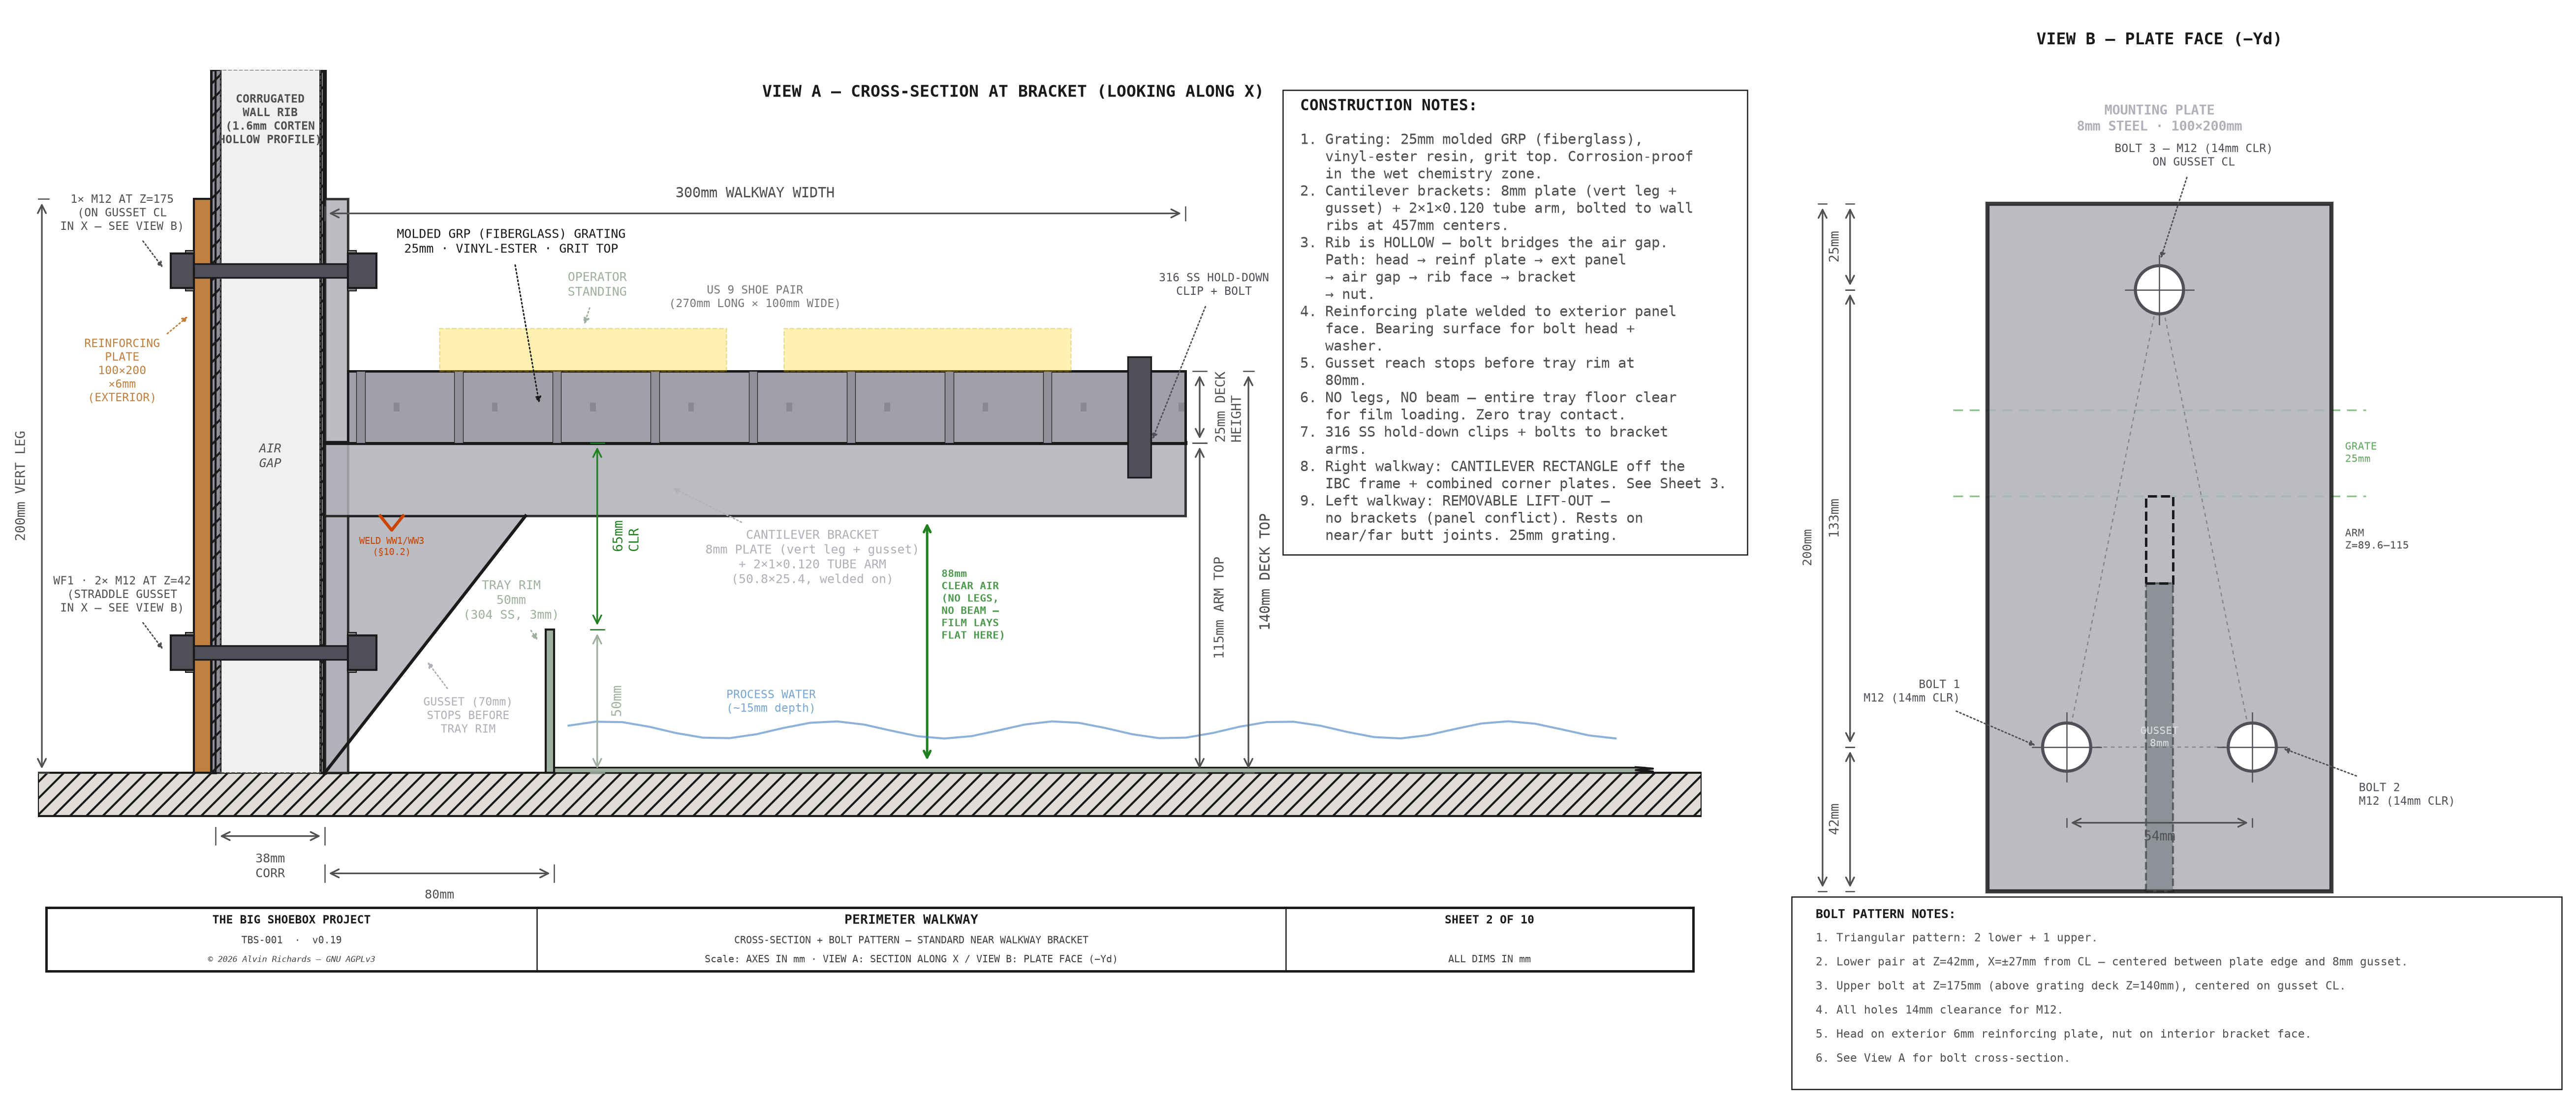 VIEW B — PLATE FACE (−Yd)
VIEW A — CROSS-SECTION AT BRACKET (LOOKING ALONG X)
CORRUGATED
WALL RIB
(1.6mm CORTEN
HOLLOW PROFILE)
1× M12 AT Z=175
(ON GUSSET CL
IN X — SEE VIEW B)
300mm WALKWAY WIDTH
MOLDED GRP (FIBERGLASS) GRATING
25mm · VINYL-ESTER · GRIT TOP
OPERATOR
STANDING
US 9 SHOE PAIR
(270mm LONG × 100mm WIDE)
316 SS HOLD-DOWN
CLIP + BOLT
REINFORCING
PLATE
100×200
×6mm
(EXTERIOR)
AIR
GAP
200mm VERT LEG
25mm DECK
HEIGHT
65mm
CLR
WELD WW1/WW3
(§10.2)
CANTILEVER BRACKET
8mm PLATE (vert leg + gusset)
+ 2×1×0.120 TUBE ARM
(50.8×25.4, welded on)
WF1 · 2× M12 AT Z=42
(STRADDLE GUSSET
IN X — SEE VIEW B)
TRAY RIM
50mm
(304 SS, 3mm)
88mm
CLEAR AIR
(NO LEGS,
NO BEAM —
FILM LAYS
FLAT HERE)
115mm ARM TOP
140mm DECK TOP
GUSSET (70mm)
STOPS BEFORE
TRAY RIM
50mm
PROCESS WATER
(~15mm depth)
38mm
CORR
80mm
CONSTRUCTION NOTES:
1. Grating: 25mm molded GRP (fiberglass),
vinyl-ester resin, grit top. Corrosion-proof
in the wet chemistry zone.
2. Cantilever brackets: 8mm plate (vert leg +
gusset) + 2×1×0.120 tube arm, bolted to wall
ribs at 457mm centers.
3. Rib is HOLLOW — bolt bridges the air gap.
Path: head → reinf plate → ext panel
→ air gap → rib face → bracket
→ nut.
4. Reinforcing plate welded to exterior panel
face. Bearing surface for bolt head +
washer.
5. Gusset reach stops before tray rim at
80mm.
6. NO legs, NO beam — entire tray floor clear
for film loading. Zero tray contact.
7. 316 SS hold-down clips + bolts to bracket
arms.
8. Right walkway: CANTILEVER RECTANGLE off the
IBC frame + combined corner plates. See Sheet 3.
9. Left walkway: REMOVABLE LIFT-OUT —
no brackets (panel conflict). Rests on
near/far butt joints. 25mm grating.
MOUNTING PLATE
8mm STEEL · 100×200mm
BOLT 3 — M12 (14mm CLR)
ON GUSSET CL
25mm
GRATE
25mm
133mm
200mm
ARM
Z=89.6–115
BOLT 1
M12 (14mm CLR)
GUSSET
8mm
BOLT 2
M12 (14mm CLR)
42mm
54mm
THE BIG SHOEBOX PROJECT
TBS-001 · v0.19
© 2026 Alvin Richards — GNU AGPLv3
PERIMETER WALKWAY
CROSS-SECTION + BOLT PATTERN — STANDARD NEAR WALKWAY BRACKET
Scale: AXES IN mm · VIEW A: SECTION ALONG X / VIEW B: PLATE FACE (−Yd)
SHEET 2 OF 10
ALL DIMS IN mm
BOLT PATTERN NOTES:
1. Triangular pattern: 2 lower + 1 upper.
2. Lower pair at Z=42mm, X=±27mm from CL — centered between plate edge and 8mm gusset.
3. Upper bolt at Z=175mm (above grating deck Z=140mm), centered on gusset CL.
4. All holes 14mm clearance for M12.
5. Head on exterior 6mm reinforcing plate, nut on interior bracket face.
6. See View A for bolt cross-section.